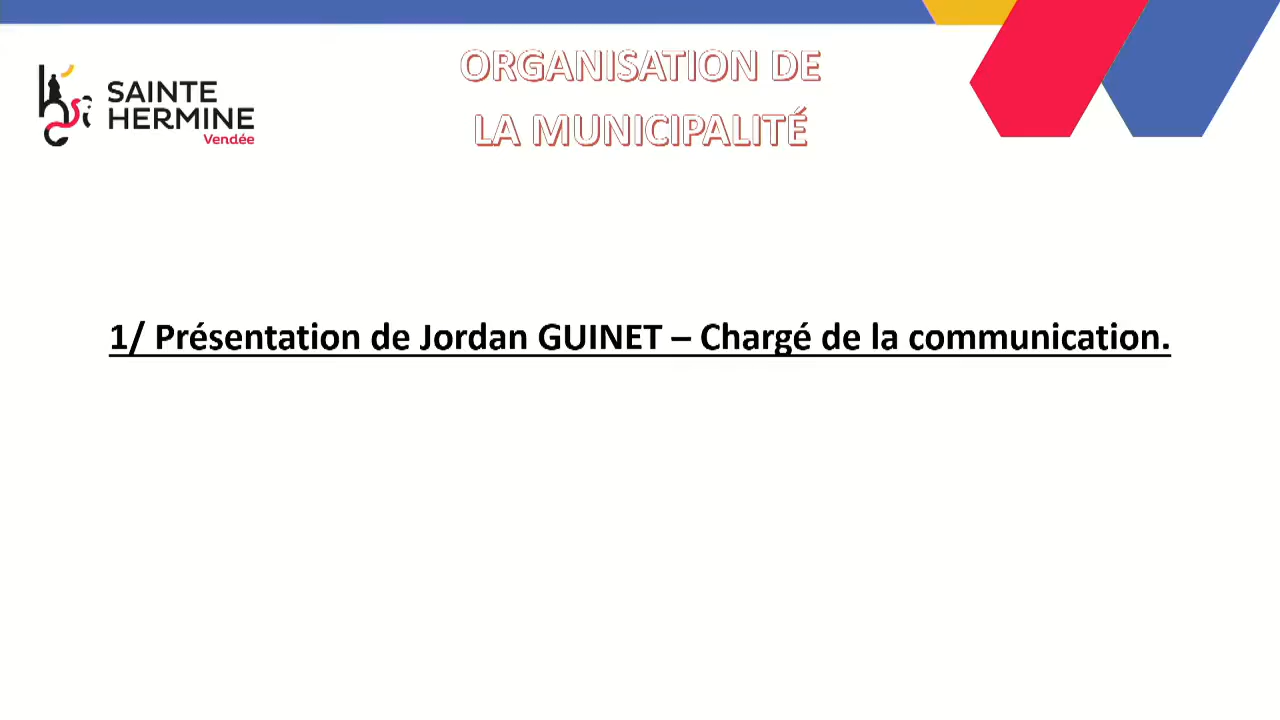 SAINTE
HERMINE
Vendée
ORGANISATION DE
LA MUNICIPALITÉ
1/ Présentation de Jordan GUINET – Chargé de la communication.